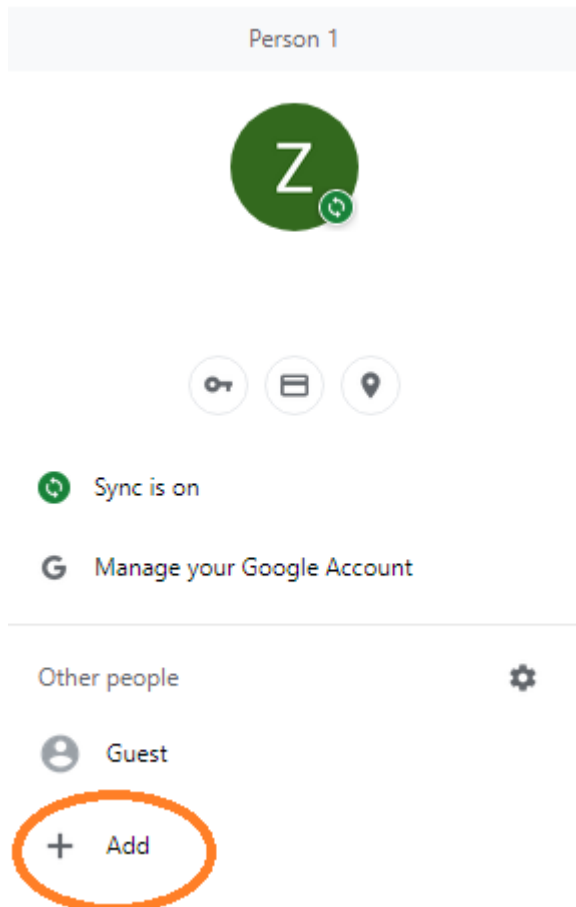 Person 1
Z
Sync is on
G Manage your Google Account
Other people
Guest
+ Add